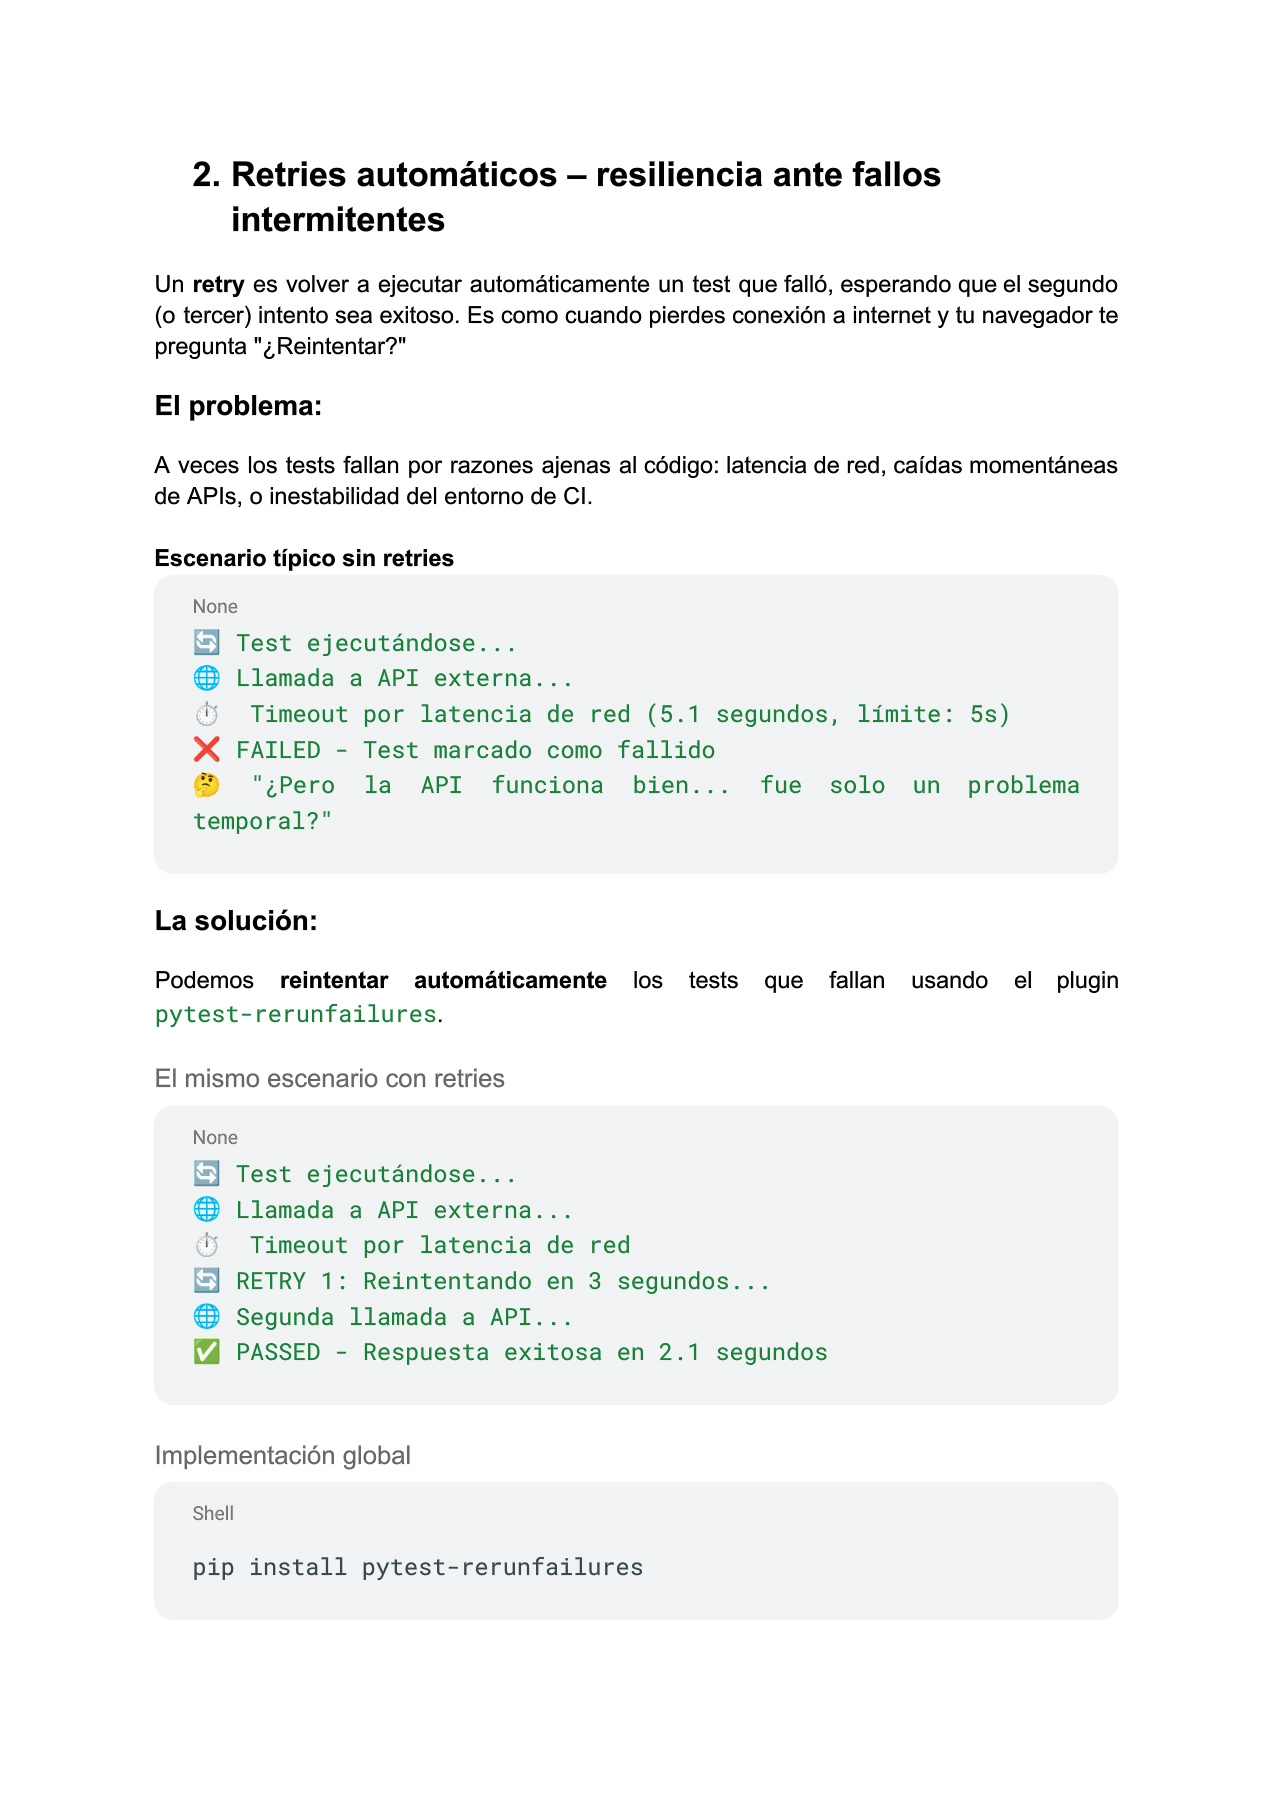 2. Retries automáticos – resiliencia ante fallos
intermitentes
Un retry es volver a ejecutar automáticamente un test que falló, esperando que el segundo
(o tercer) intento sea exitoso. Es como cuando pierdes conexión a internet y tu navegador te
pregunta "¿Reintentar?"
El problema:
A veces los tests fallan por razones ajenas al código: latencia de red, caídas momentáneas
de APIs, o inestabilidad del entorno de CI.
Escenario típico sin retries
None
🔄 Test ejecutándose...
🌐 Llamada a API externa...
⏱️ Timeout por latencia de red (5.1 segundos, límite: 5s)
❌ FAILED - Test marcado como fallido
🤔 "¿Pero la API funciona bien... fue solo un problema
temporal?"
La solución:
Podemos reintentar automáticamente los tests que fallan usando el plugin
pytest-rerunfailures.
El mismo escenario con retries
None
🔄 Test ejecutándose...
🌐 Llamada a API externa...
⏱️ Timeout por latencia de red
🔄 RETRY 1: Reintentando en 3 segundos...
🌐 Segunda llamada a API...
✅ PASSED - Respuesta exitosa en 2.1 segundos
Implementación global
Shell
pip install pytest-rerunfailures